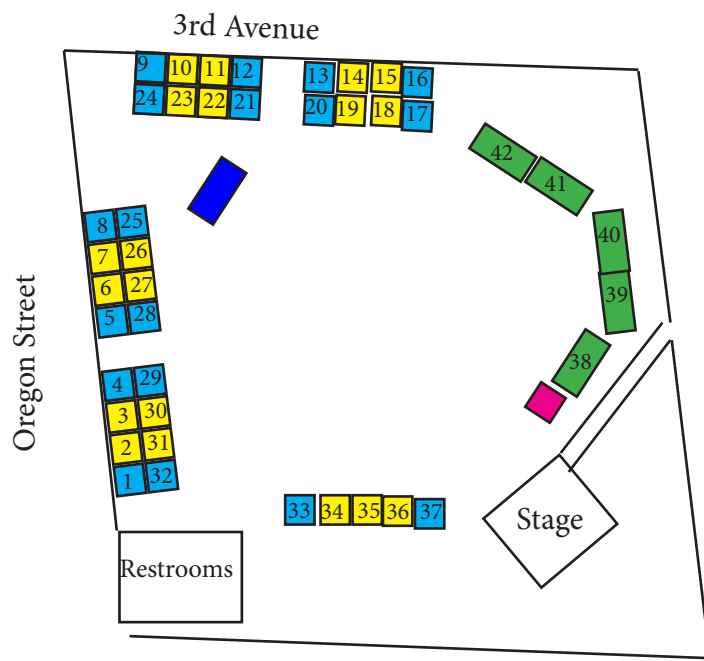 3rd Avenue
9 10 11 12
13 14 15 16
24 23 22 21
20 19 18 17
42
41
8 25
7 26
6 27
5 28
40
39
Oregon Street
38
4 29
3 30
2 31
1 32
33 34 35 36 37
Stage
Restrooms